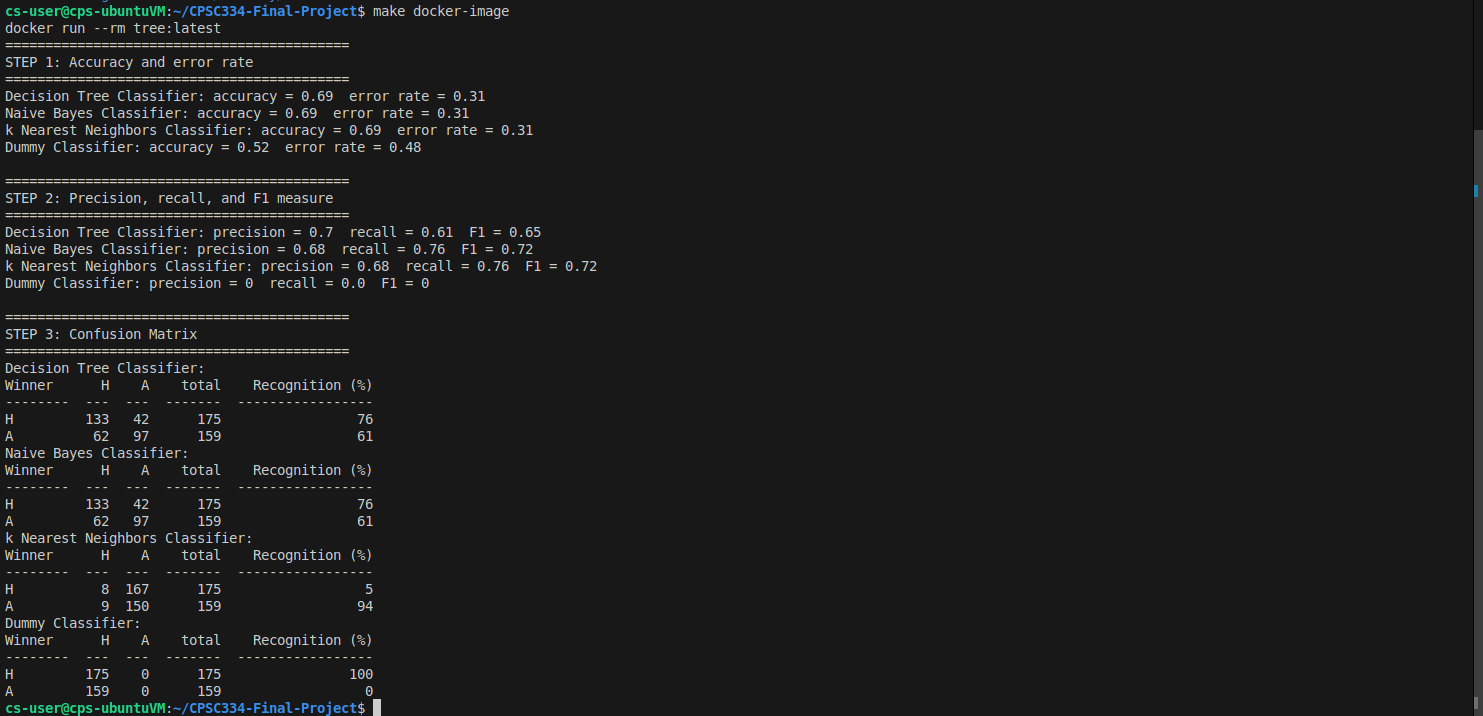 cs-user@cps-ubuntuVM:~/CPSC334-Final-Project$ make docker-image
docker run --rm tree:latest
===========================================
STEP 1: Accuracy and error rate
===========================================
Decision Tree Classifier: accuracy = 0.69  error rate = 0.31
Naive Bayes Classifier: accuracy = 0.69  error rate = 0.31
k Nearest Neighbors Classifier: accuracy = 0.69  error rate = 0.31
Dummy Classifier: accuracy = 0.52  error rate = 0.48

===========================================
STEP 2: Precision, recall, and F1 measure
===========================================
Decision Tree Classifier: precision = 0.7  recall = 0.61  F1 = 0.65
Naive Bayes Classifier: precision = 0.68  recall = 0.76  F1 = 0.72
k Nearest Neighbors Classifier: precision = 0.68  recall = 0.76  F1 = 0.72
Dummy Classifier: precision = 0  recall = 0.0  F1 = 0

===========================================
STEP 3: Confusion Matrix
===========================================
Decision Tree Classifier:
Winner      H    A    total    Recognition (%)
--------  ---  ---  -------  -----------------
H         133   42      175                 76
A          62   97      159                 61
Naive Bayes Classifier:
Winner      H    A    total    Recognition (%)
--------  ---  ---  -------  -----------------
H         133   42      175                 76
A          62   97      159                 61
k Nearest Neighbors Classifier:
Winner      H    A    total    Recognition (%)
--------  ---  ---  -------  -----------------
H           8  167      175                  5
A           9  150      159                 94
Dummy Classifier:
Winner      H    A    total    Recognition (%)
--------  ---  ---  -------  -----------------
H         175    0      175                100
A         159    0      159                  0
cs-user@cps-ubuntuVM:~/CPSC334-Final-Project$